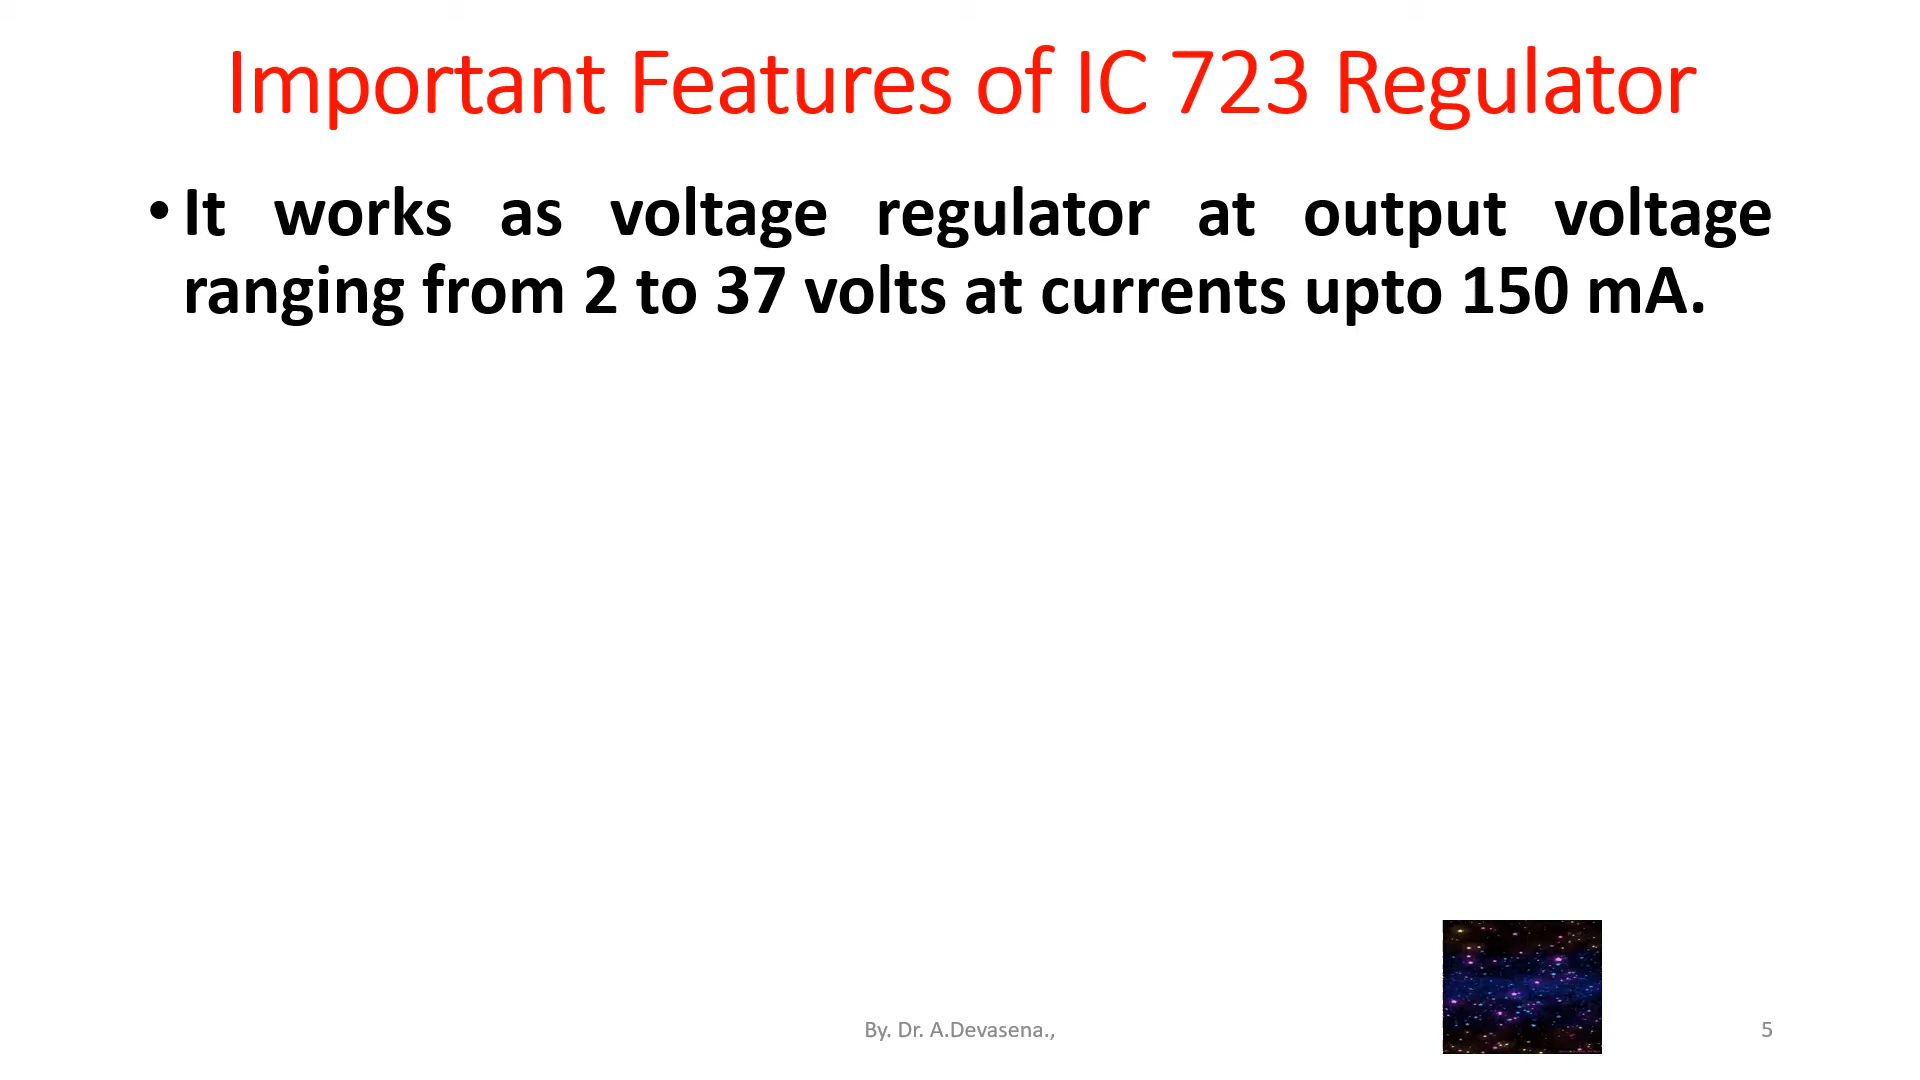 Important Features of IC 723 Regulator
• It works as voltage regulator at output voltage
ranging from 2 to 37 volts at currents upto 150 mA.
By. Dr. A.Devasena.,
5